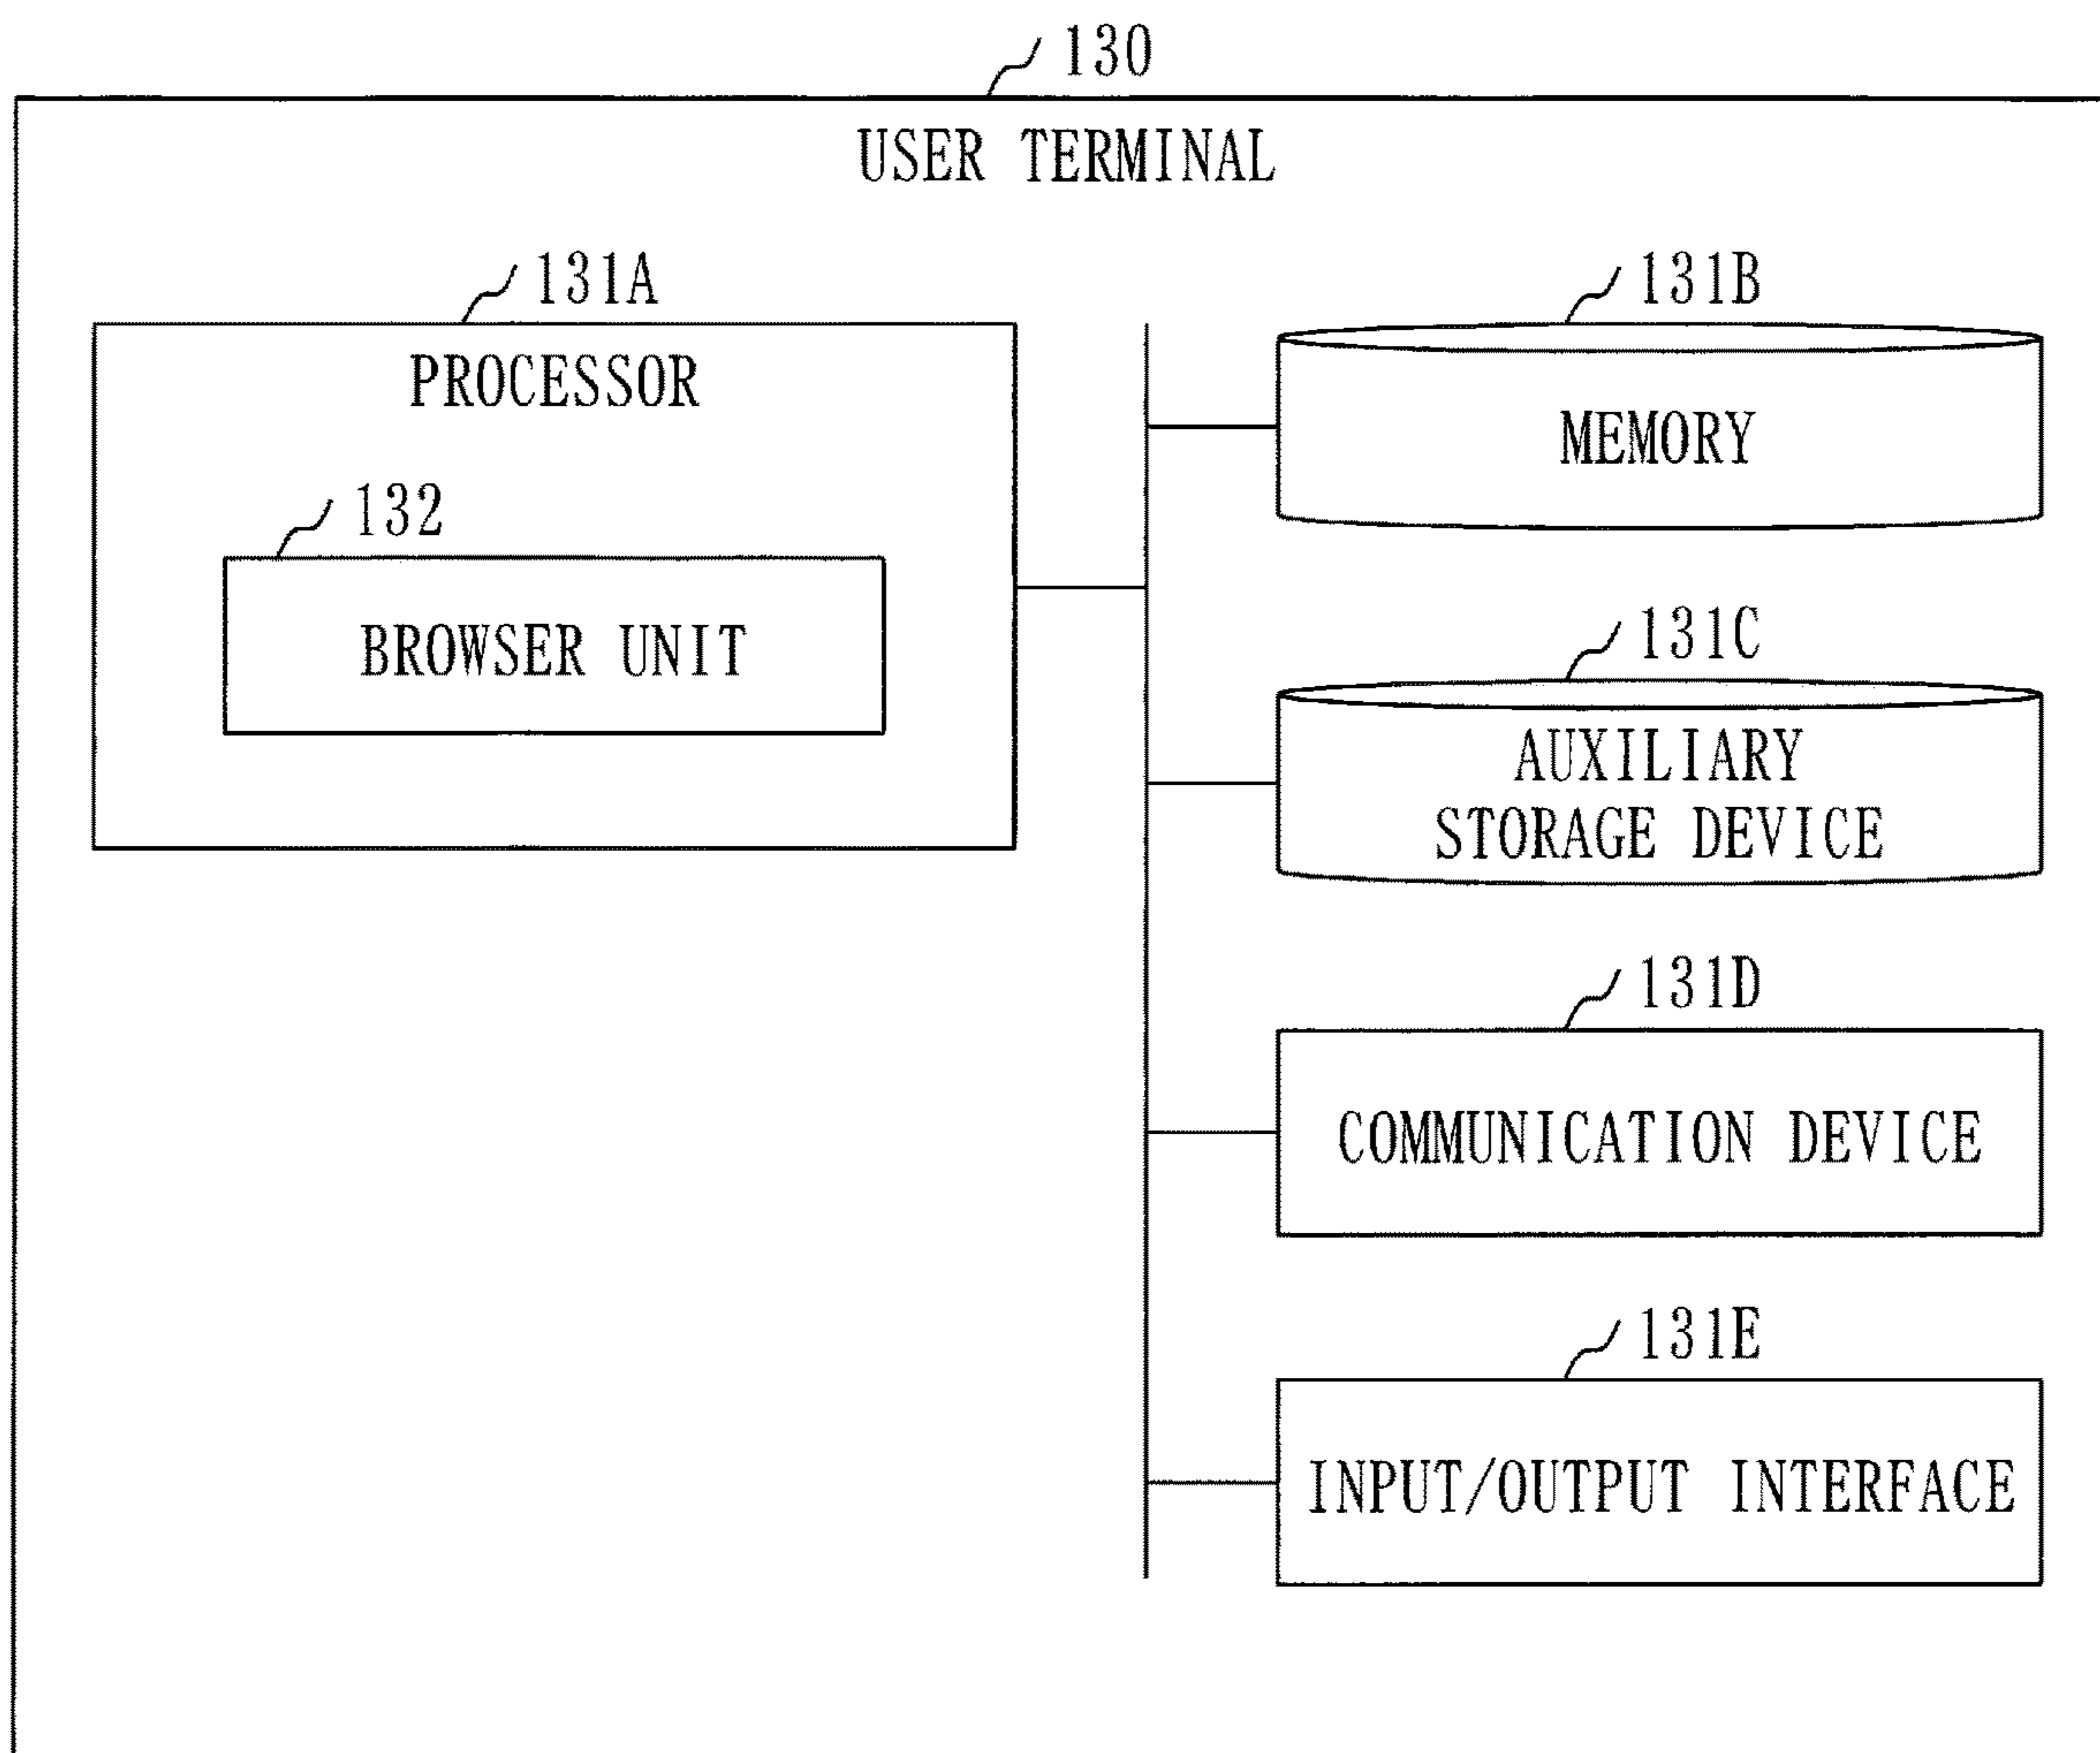 130
USER TERMINAL
131A
PROCESSOR
132
BROWSER UNIT
131B
MEMORY
131C
AUXILIARY
STORAGE DEVICE
131D
COMMUNICATION DEVICE
131E
INPUT/OUTPUT INTERFACE